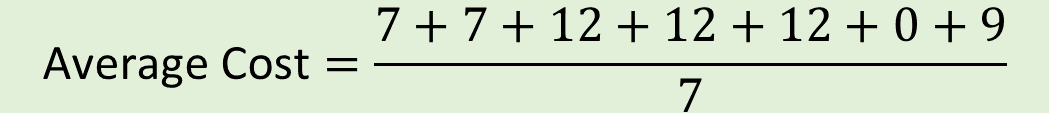 Average Cost = 7 + 7 + 12 + 12 + 12 + 0 + 9
7